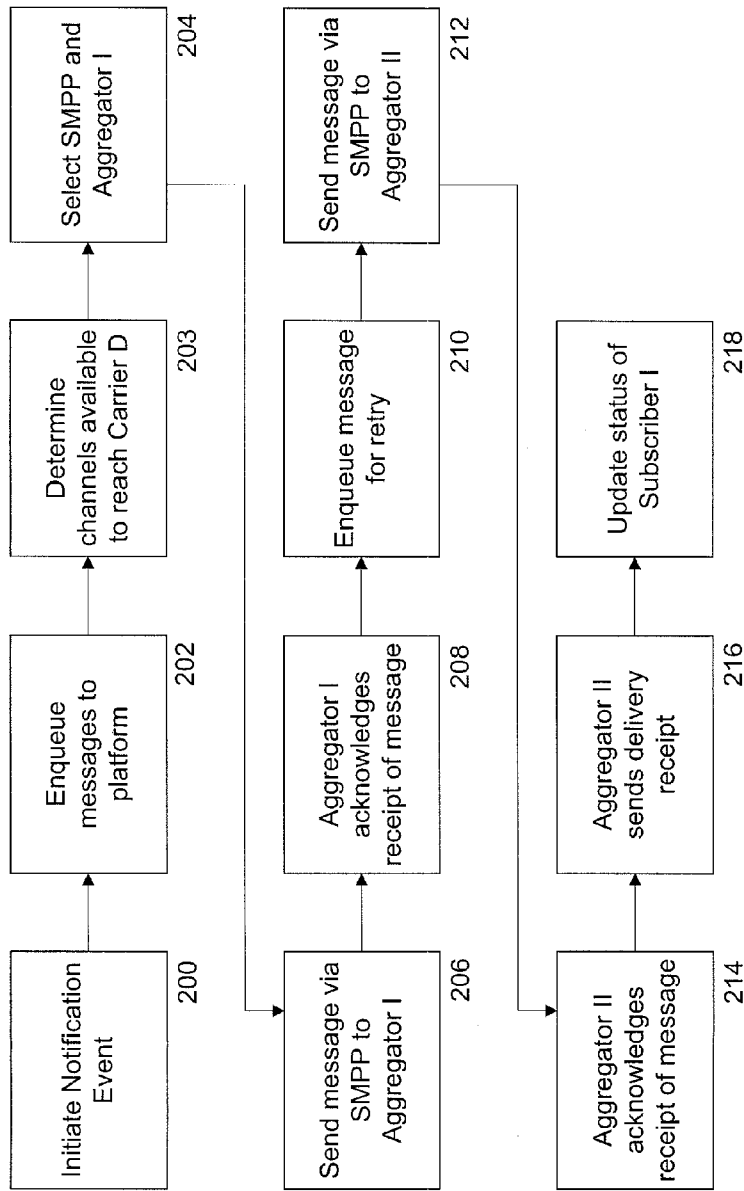 Initiate Notification
Event
200
Enqueue
messages to
platform
202
Determine
channels available
to reach Carrier D
203
Select SMPP and
Aggregator I
204
Send message via
SMPP to
Aggregator I
206
Aggregator I
acknowledges
receipt of message
208
Enqueue message
for retry
210
Send message via
SMPP to
Aggregator II
212
Aggregator II
acknowledges
receipt of message
214
Aggregator II
sends delivery
receipt
216
Update status of
Subscriber I
218